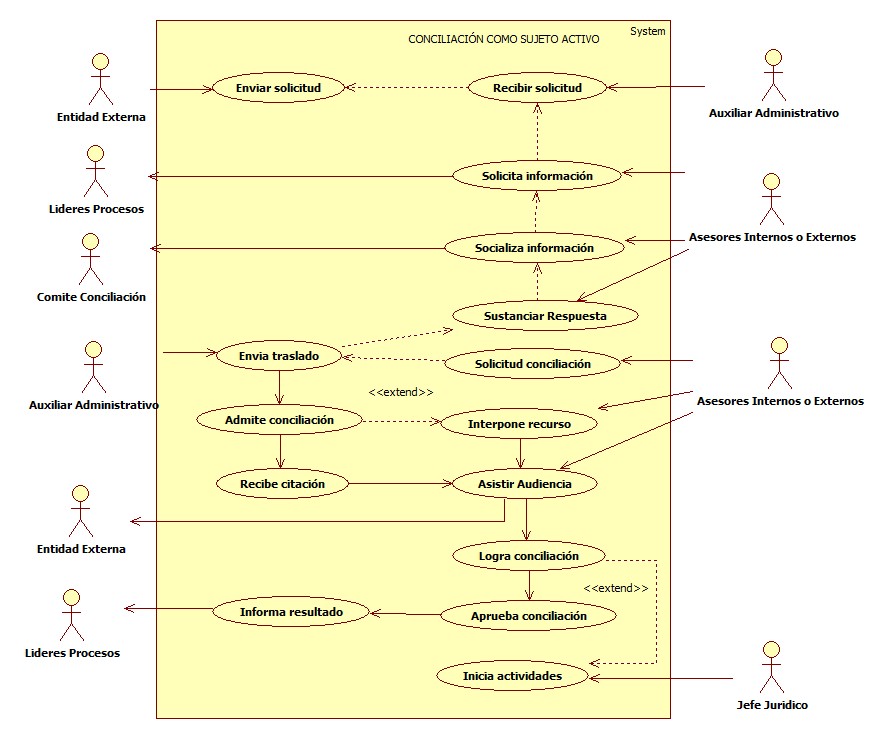 System
CONCILIACIÓN COMO SUJETO ACTIVO
Entidad Externa
Enviar solicitud
Recibir solicitud
Auxiliar Administrativo
Lideres Procesos
Solicita información
Asesores Internos o Externos
Comite Conciliación
Socializa información
Sustanciar Respuesta
Auxiliar Administrativo
Envia traslado
Solicitud conciliación
Asesores Internos o Externos
<<extend>>
Admite conciliación
Interpone recurso
Recibe citación
Asistir Audiencia
Entidad Externa
Logra conciliación
<<extend>>
Lideres Procesos
Informa resultado
Aprueba conciliación
Inicia actividades
Jefe Juridico